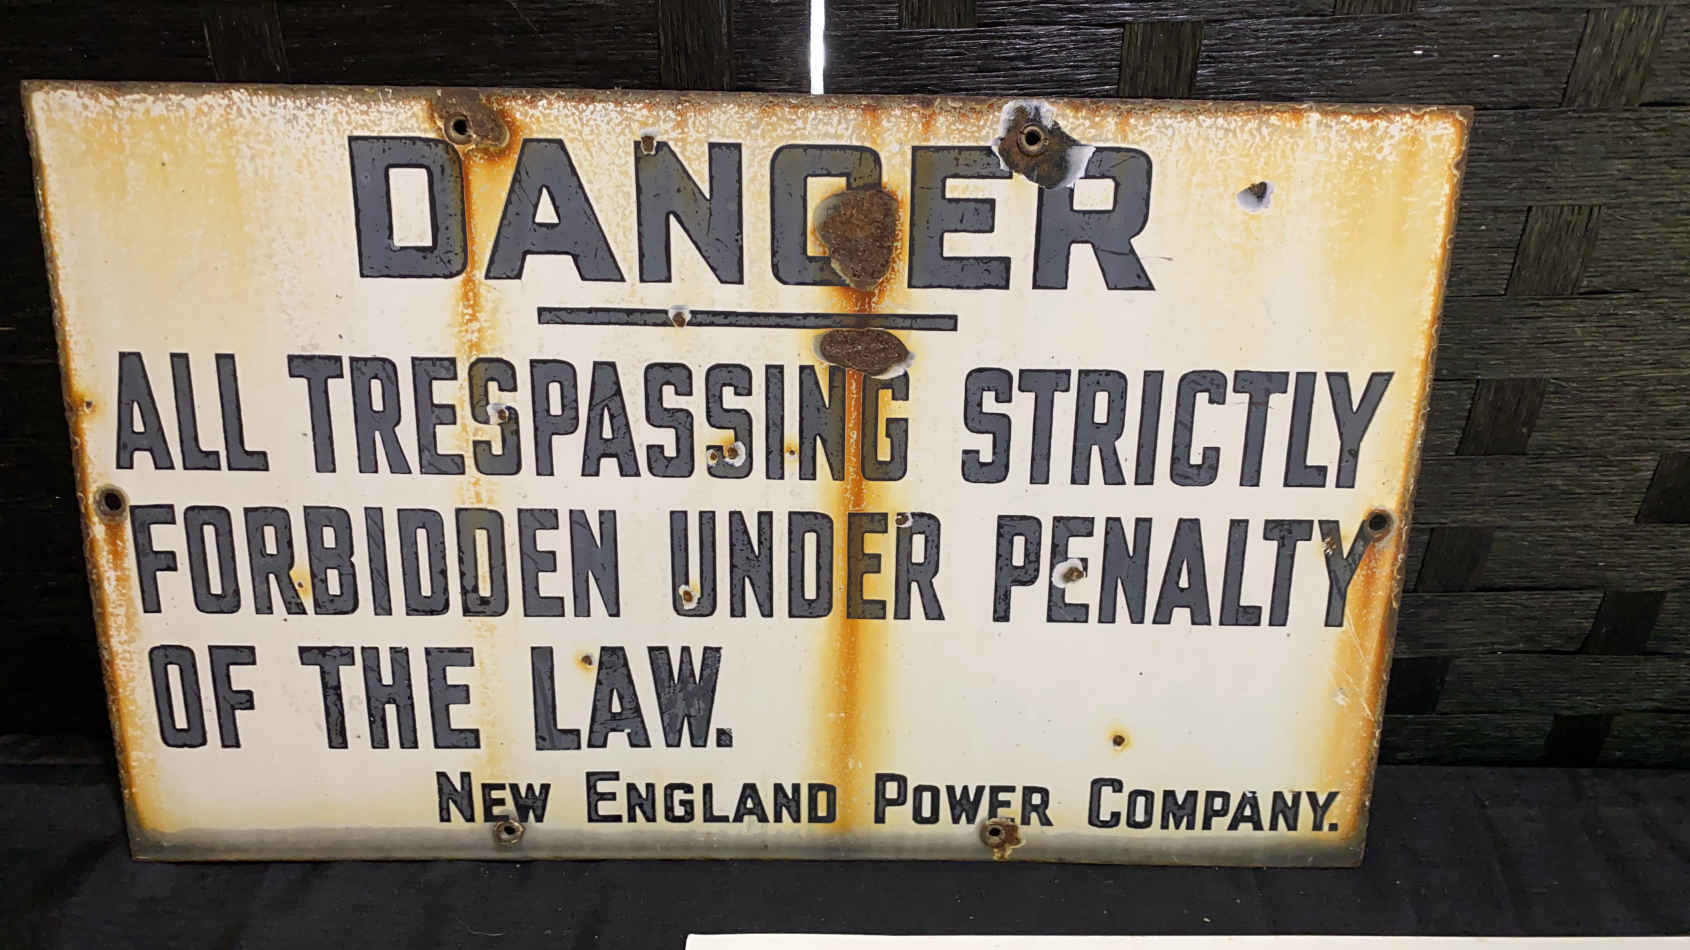 DANGER
ALL TRESPASSING STRICTLY
FORBIDDEN UNDER PENALTY
OF THE LAW.
NEW ENGLAND POWER COMPANY.